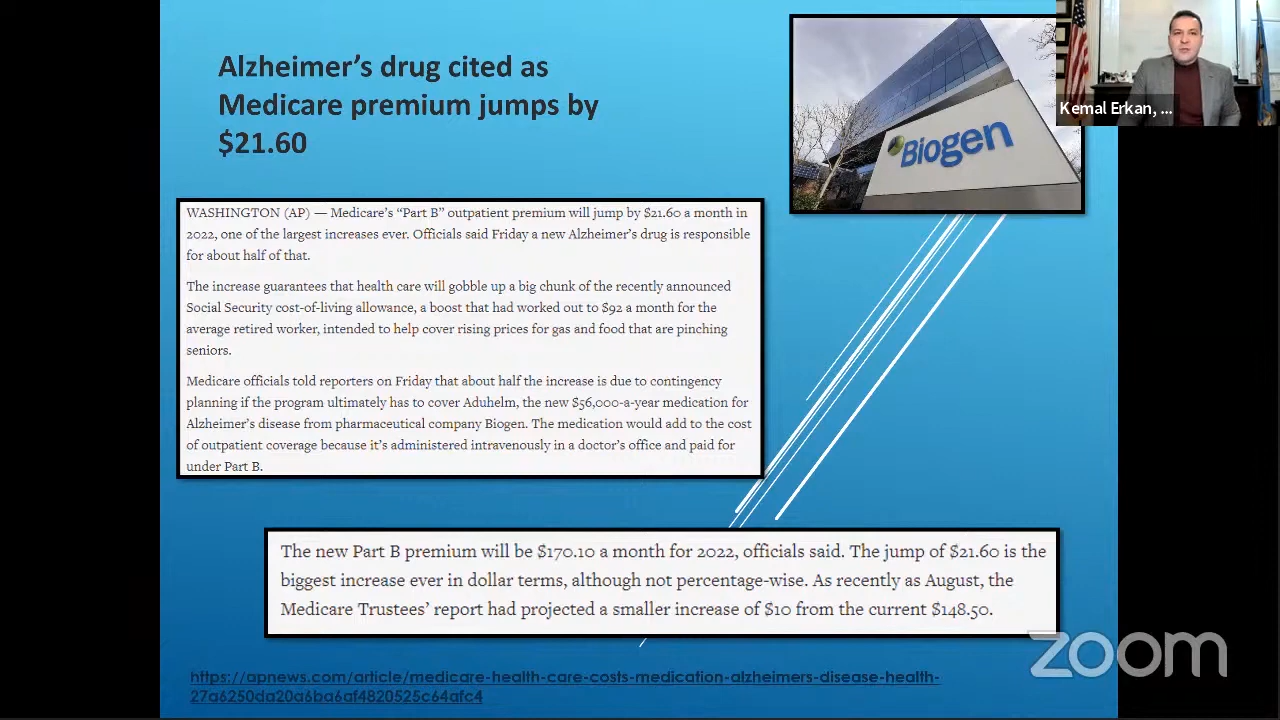 Alzheimer's drug cited as
Medicare premium jumps by
$21.60
Biogen
Kemal Erkan, ...
WASHINGTON (AP) — Medicare's “Part B” outpatient premium will jump by $21.60 a month in
2022, one of the largest increases ever. Officials said Friday a new Alzheimer's drug is responsible
for about half of that.
The increase guarantees that health care will gobble up a big chunk of the recently announced
Social Security cost-of-living allowance, a boost that had worked out to $92 a month for the
average retired worker, intended to help cover rising prices for gas and food that are pinching
seniors.
Medicare officials told reporters on Friday that about half the increase is due to contingency
planning if the program ultimately has to cover Aduhelm, the new $56,000-a-year medication for
Alzheimer's disease from pharmaceutical company Biogen. The medication would add to the cost
of outpatient coverage because it's administered intravenously in a doctor's office and paid for
under Part B.
The new Part B premium will be $170.10 a month for 2022, officials said. The jump of $21.60 is the
biggest increase ever in dollar terms, although not percentage-wise. As recently as August, the
Medicare Trustees' report had projected a smaller increase of $10 from the current $148.50.
zoom
https://apnews.com/article/medicare-health-care-costs-medication-alzheimers-disease-health-
27a6250da20a6ba6af4820525c64afc4